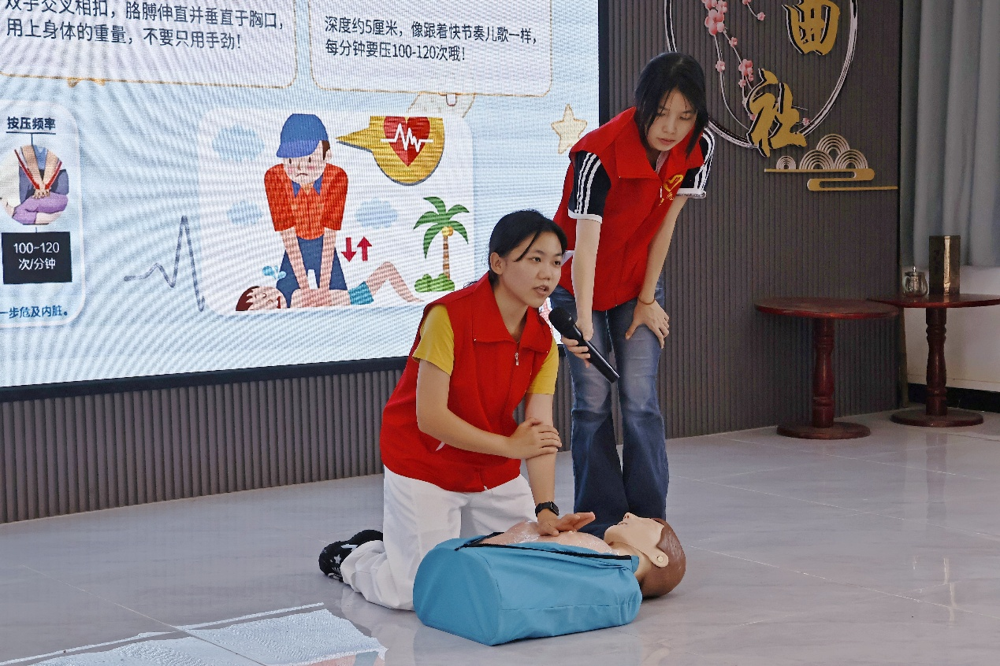 双手交叉相扣，胳膊伸直并垂直于胸口，
用上身体的重量，不要只用手劲！
深度约5厘米，像跟着快节奏儿歌一样，
每分钟要压100-120次哦！
按压频率
100-120
次/分钟
一步危及内脏。
曲
社